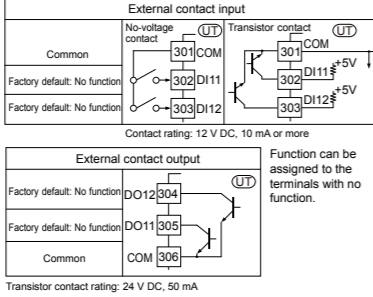 External contact input
No-voltage contact
UT
Transistor contact
UT
Common
301 COM
301 COM
Factory default: No function
302 DI11
302 DI11 +5V
Factory default: No function
303 DI12
303 DI12 +5V
Contact rating: 12 V DC, 10 mA or more
External contact output
Function can be
assigned to the
terminals with no
function.
UT
Factory default: No function
DO12 304
Factory default: No function
DO11 305
Common
COM 306
Transistor contact rating: 24 V DC, 50 mA